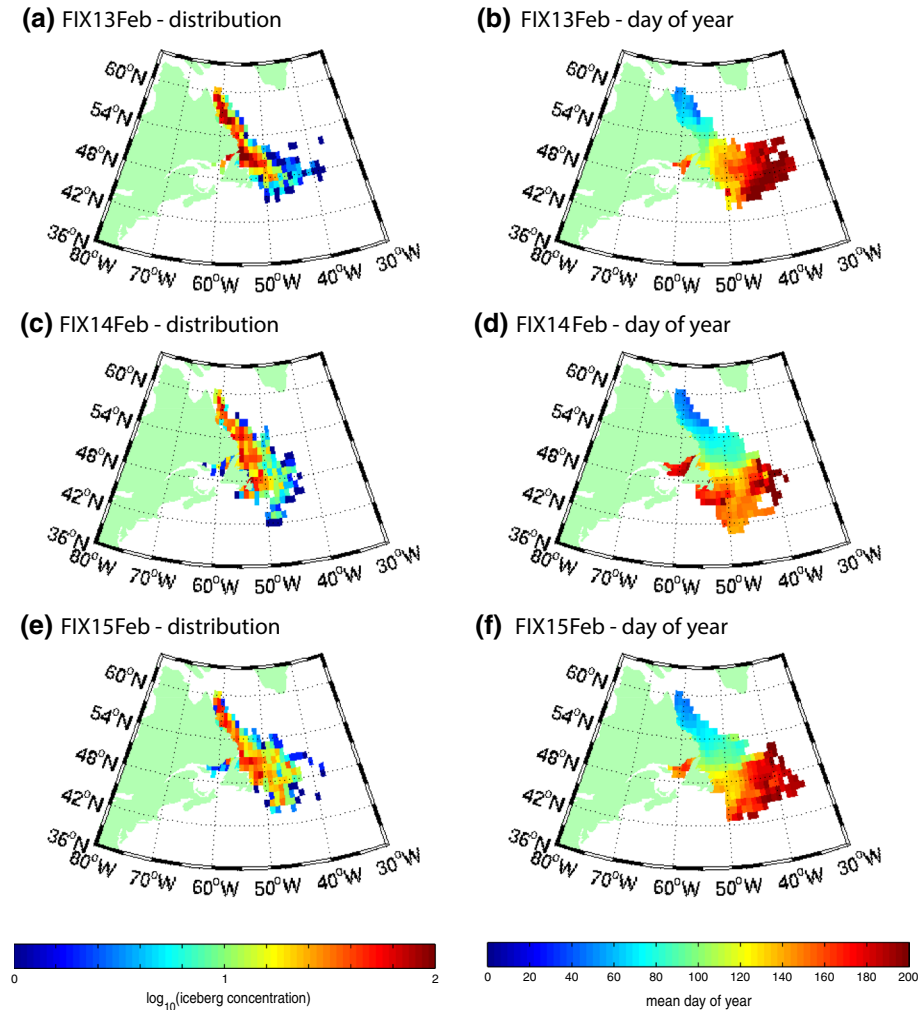 (a) FIX13Feb - distribution
60°N
54°N
48°N
42°N
36°N
80°W
70°W
60°W
50°W
40°W
30°W
(b) FIX13Feb - day of year
60°N
54°N
48°N
42°N
36°N
80°W
70°W
60°W
50°W
40°W
30°W
(c) FIX14Feb - distribution
60°N
54°N
48°N
42°N
36°N
80°W
70°W
60°W
50°W
40°W
30°W
(d) FIX14Feb - day of year
60°N
54°N
48°N
42°N
36°N
80°W
70°W
60°W
50°W
40°W
30°W
(e) FIX15Feb - distribution
60°N
54°N
48°N
42°N
36°N
80°W
70°W
60°W
50°W
40°W
30°W
(f) FIX15Feb - day of year
60°N
54°N
48°N
42°N
36°N
80°W
70°W
60°W
50°W
40°W
30°W
0 1 2
log₁₀(iceberg concentration)
0 20 40 60 80 100 120 140 160 180 200
mean day of year